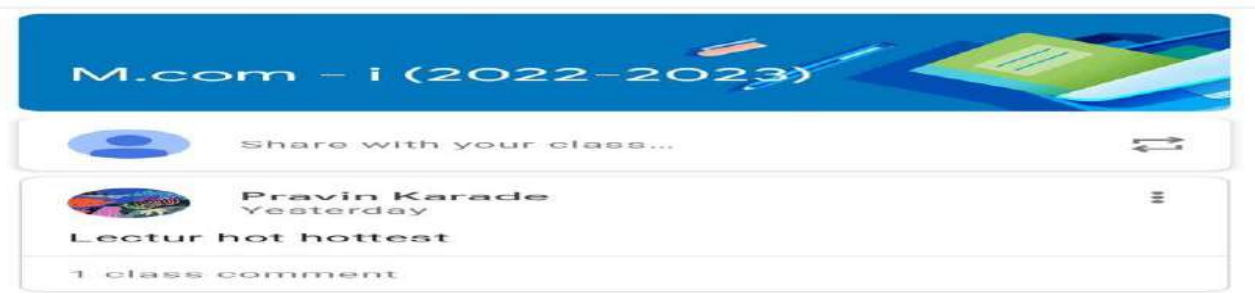 M.com - i (2022-2023)
Share with your class...
Pravin Karade
Yesterday
Lectur hot hottest
1 class comment